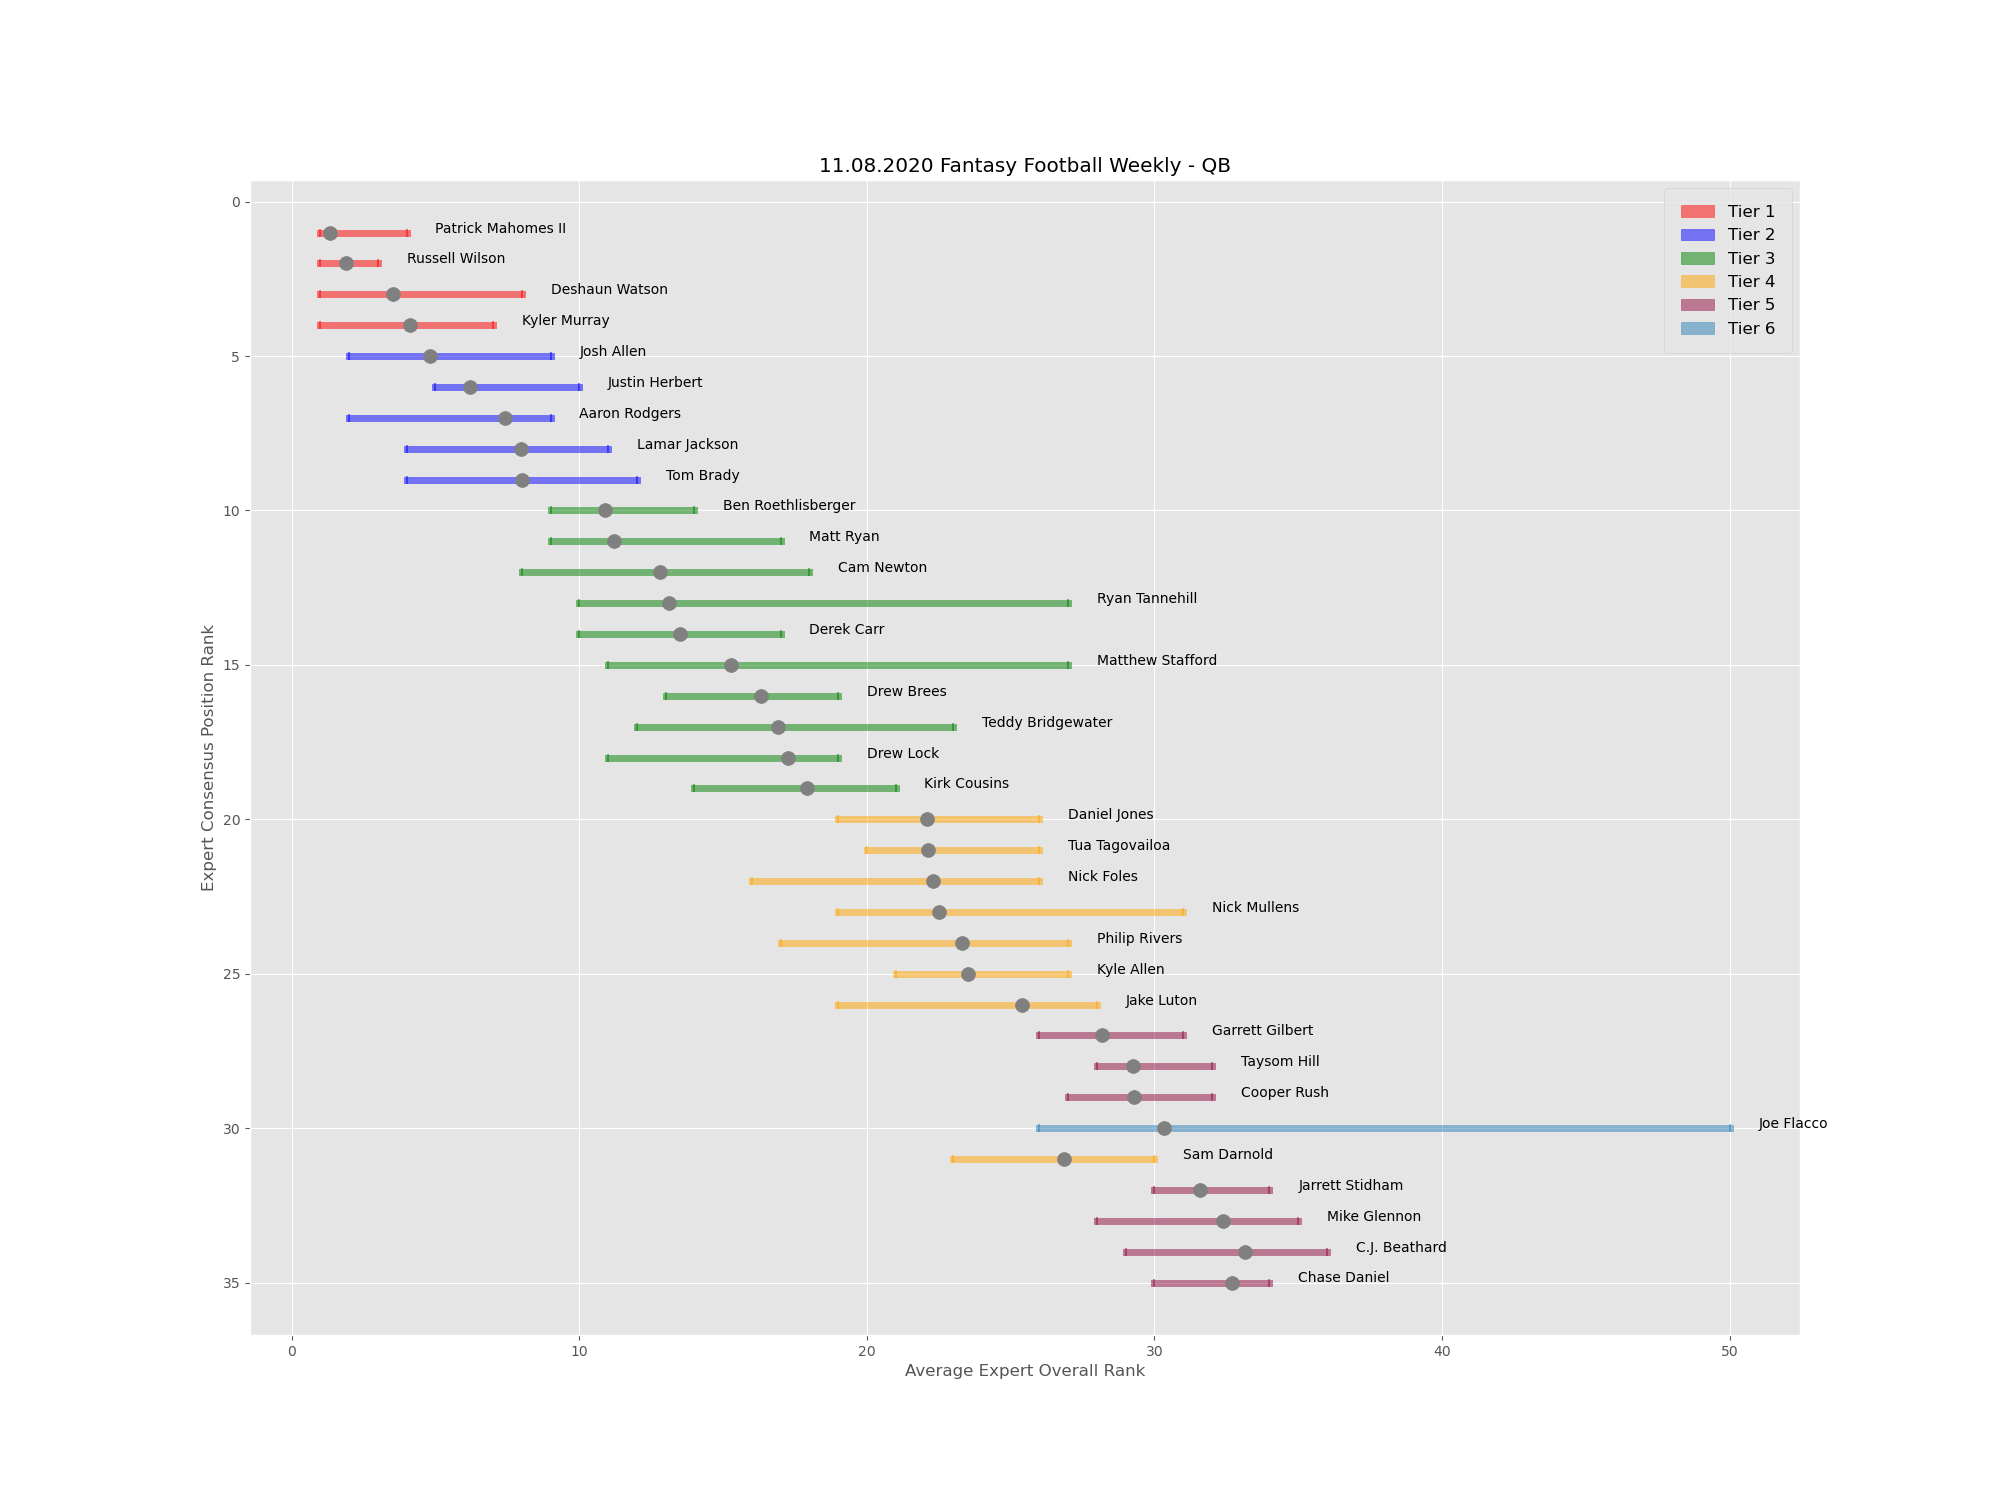 11.08.2020 Fantasy Football Weekly - QB
Tier 1
Tier 2
Tier 3
Tier 4
Tier 5
Tier 6
Expert Consensus Position Rank
0
5
10
15
20
25
30
35
Patrick Mahomes II
Russell Wilson
Deshaun Watson
Kyler Murray
Josh Allen
Justin Herbert
Aaron Rodgers
Lamar Jackson
Tom Brady
Ben Roethlisberger
Matt Ryan
Cam Newton
Ryan Tannehill
Derek Carr
Matthew Stafford
Drew Brees
Teddy Bridgewater
Drew Lock
Kirk Cousins
Daniel Jones
Tua Tagovailoa
Nick Foles
Nick Mullens
Philip Rivers
Kyle Allen
Jake Luton
Garrett Gilbert
Taysom Hill
Cooper Rush
Joe Flacco
Sam Darnold
Jarrett Stidham
Mike Glennon
C.J. Beathard
Chase Daniel
0 10 20 30 40 50
Average Expert Overall Rank